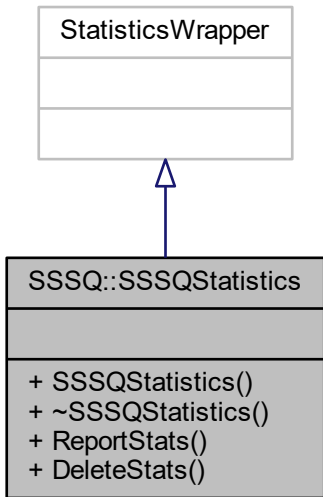 StatisticsWrapper
SSSQ::SSSQStatistics
+ SSSQStatistics()
+ ~SSSQStatistics()
+ ReportStats()
+ DeleteStats()